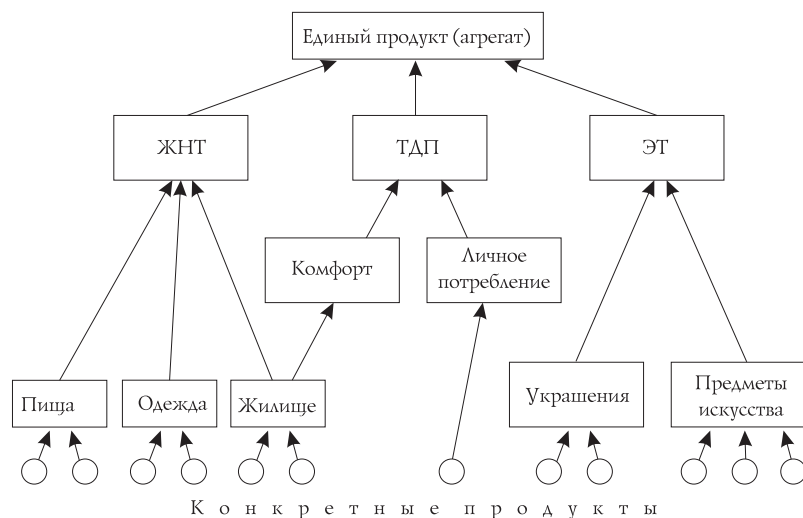 Единый продукт (агрегат)
ЖНТ
ТДП
ЭТ
Комфорт
Личное
потребление
Пища
Одежда
Жилище
Украшения
Предметы
искусства
Конкретные продукты